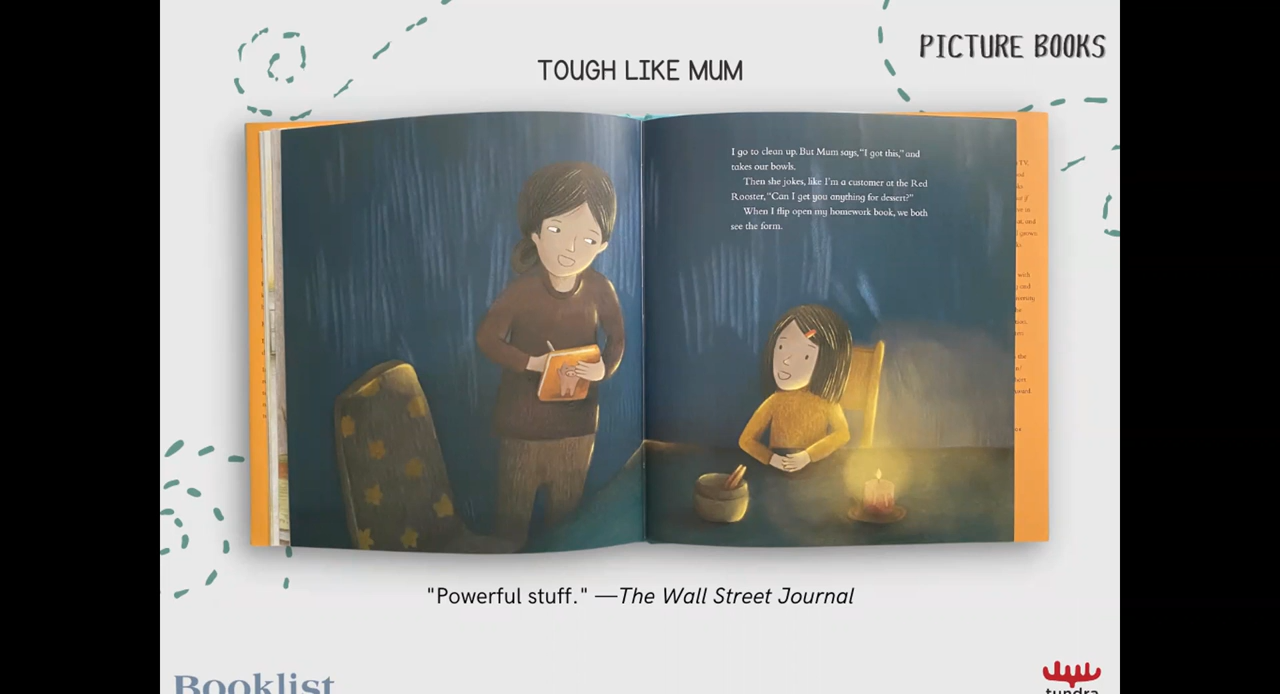 PICTURE BOOKS
TOUGH LIKE MUM
I go to clean up. But Mum says, "I got this," and
takes our bowls.
Then she jokes, like I'm a customer at the Red
Rooster, "Can I get you anything for dessert?"
When I flip open my homework book, we both
see the form.
"Powerful stuff." —The Wall Street Journal
Booklist
tundra